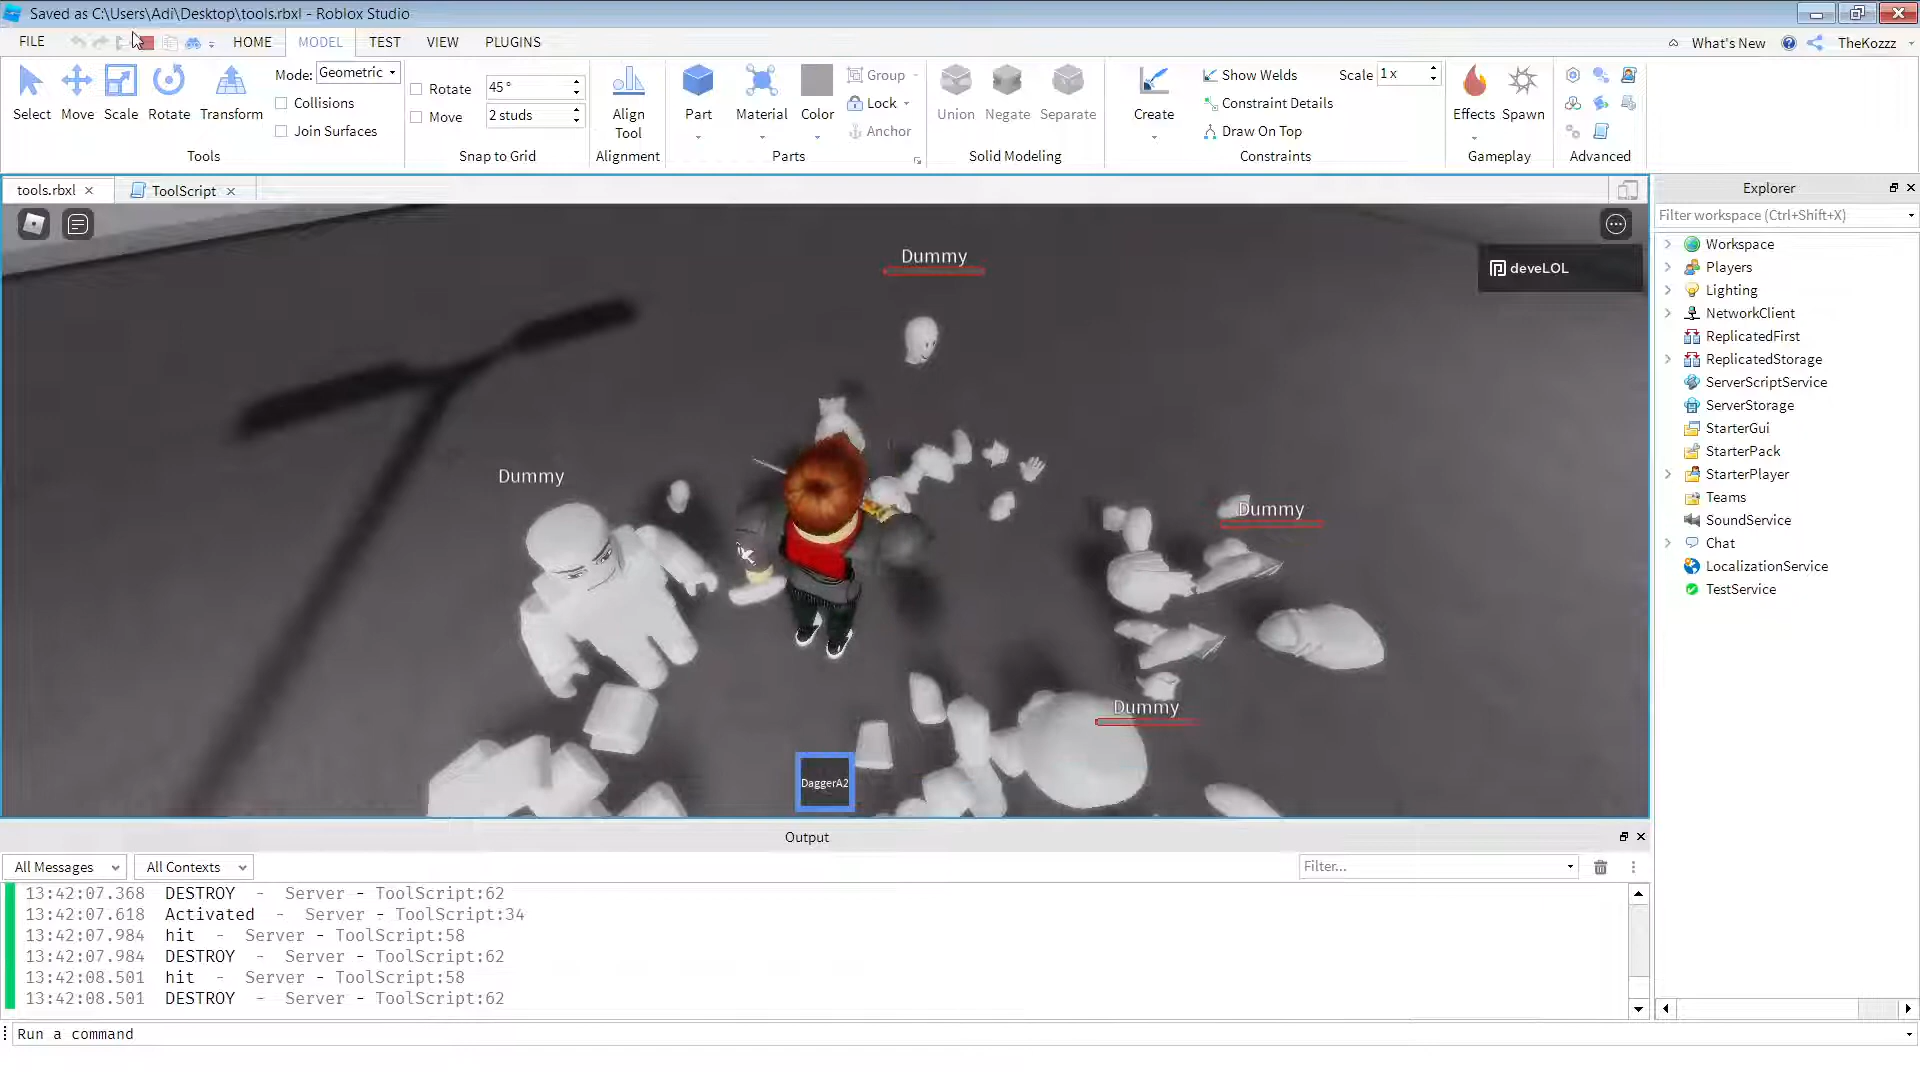 Saved as C:\Users\Adi\Desktop\tools.rbxl - Roblox Studio
FILE HOME MODEL TEST VIEW PLUGINS What's New TheKozzz
Select Move Scale Rotate Transform
Mode: Geometric
Collisions
Join Surfaces
Tools
Rotate 45°
Move 2 studs
Snap to Grid
Align Tool
Alignment
Part Material Color
Group
Lock
Anchor
Parts
Union Negate Separate
Solid Modeling
Create
Show Welds
Scale 1x
Constraint Details
Draw On Top
Constraints
Effects Spawn
Gameplay
Advanced
tools.rbxl
ToolScript
Dummy
deveLOL
Dummy
Dummy
Dummy
DaggerA2
Explorer
Filter workspace (Ctrl+Shift+X)
Workspace
Players
Lighting
NetworkClient
ReplicatedFirst
ReplicatedStorage
ServerScriptService
ServerStorage
StarterGui
StarterPack
StarterPlayer
Teams
SoundService
Chat
LocalizationService
TestService
Output
All Messages All Contexts Filter...
13:42:07.368 DESTROY - Server - ToolScript:62
13:42:07.618 Activated - Server - ToolScript:34
13:42:07.984 hit - Server - ToolScript:58
13:42:07.984 DESTROY - Server - ToolScript:62
13:42:08.501 hit - Server - ToolScript:58
13:42:08.501 DESTROY - Server - ToolScript:62
Run a command